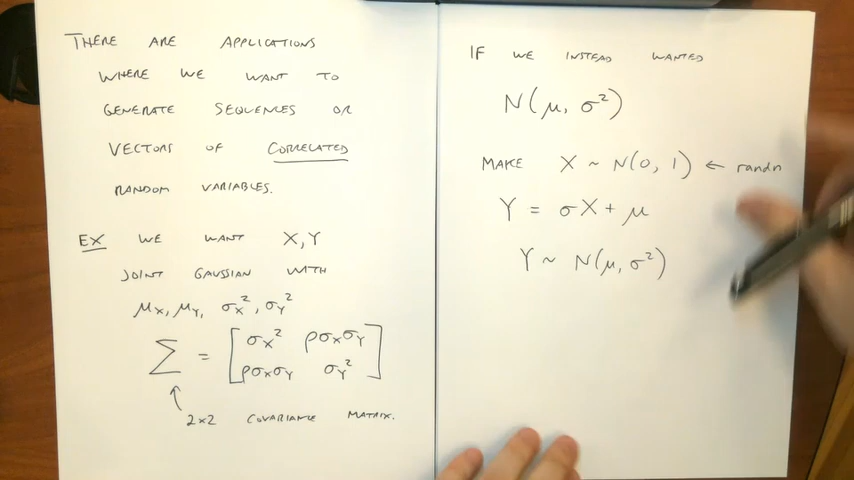 THERE ARE APPLICATIONS
WHERE WE WANT TO
GENERATE SEQUENCES OR
VECTORS OF CORRELATED
RANDOM VARIABLES.
EX WE WANT X, Y
JOINT GAUSSIAN WITH
μx, μY, σx², σY²
Σ = [σx² ρσxσY
ρσxσY σY²]
2x2 COVARIANCE MATRIX.
IF WE INSTEAD WANTED
N(μ, σ²)
MAKE X ~ N(0, 1) ← randn
Y = σX + μ
Y ~ N(μ, σ²)